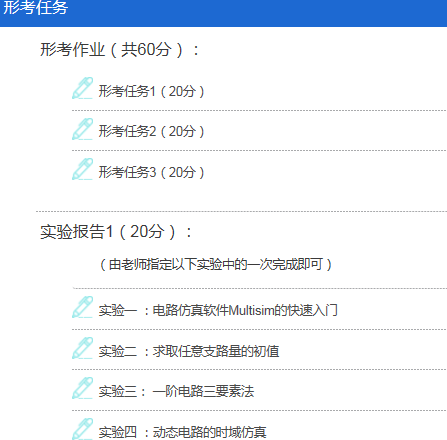 形考任务
形考作业（共60分）：
形考任务1（20分）
形考任务2（20分）
形考任务3（20分）
实验报告1（20分）：
（由老师指定以下实验中的一次完成即可）
实验一 ：电路仿真软件Multisim的快速入门
实验二 ：求取任意支路量的初值
实验三： 一阶电路三要素法
实验四 ：动态电路的时域仿真